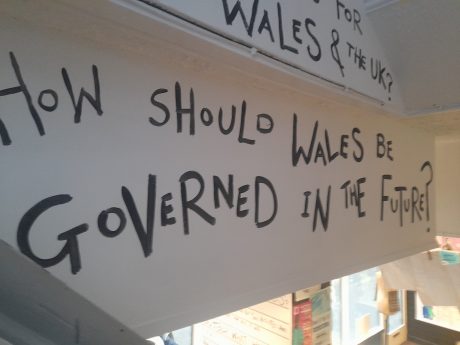 FOR
WALES & THE UK?
HOW SHOULD WALES BE
GOVERNED IN THE FUTURE?